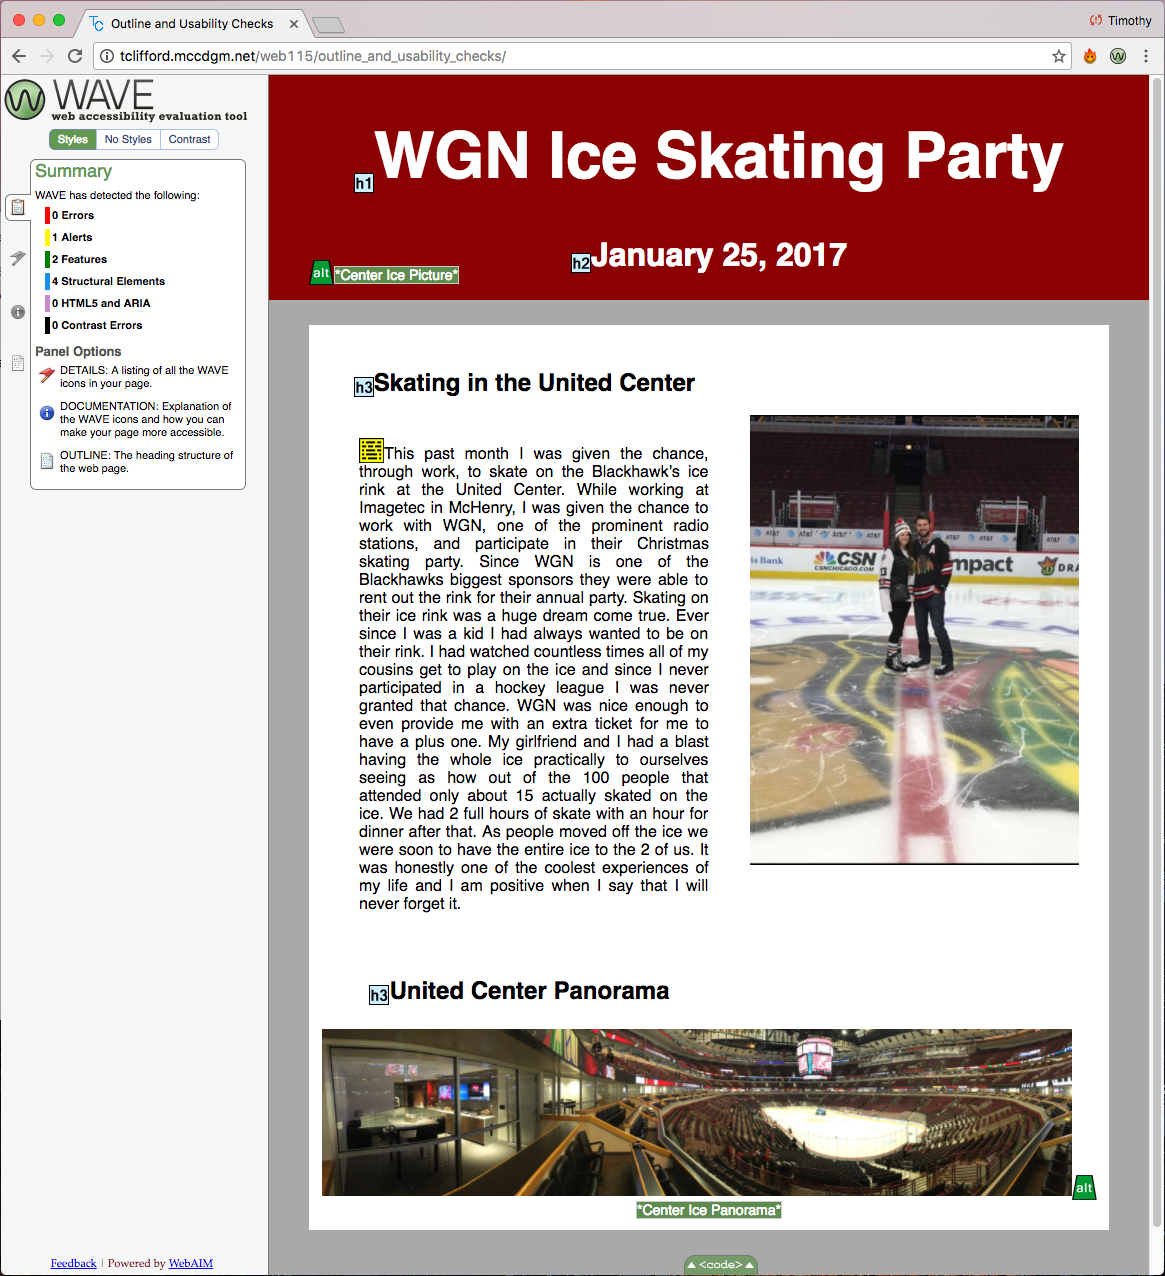 Outline and Usability Checks
Timothy
tclifford.mccdgm.net/web115/outline_and_usability_checks/
WAVE
web accessibility evaluation tool
Styles
No Styles
Contrast
Summary
WAVE has detected the following:
0 Errors
1 Alerts
2 Features
4 Structural Elements
0 HTML5 and ARIA
0 Contrast Errors
Panel Options
DETAILS: A listing of all the WAVE
icons in your page.
DOCUMENTATION: Explanation of
the WAVE icons and how you can
make your page more accessible.
OUTLINE: The heading structure of
the web page.
Feedback | Powered by WebAIM
h1 WGN Ice Skating Party
h2 January 25, 2017
alt *Center Ice Picture*
h3 Skating in the United Center
This past month I was given the chance,
through work, to skate on the Blackhawk's ice
rink at the United Center. While working at
Imagetec in McHenry, I was given the chance to
work with WGN, one of the prominent radio
stations, and participate in their Christmas
skating party. Since WGN is one of the
Blackhawks biggest sponsors they were able to
rent out the rink for their annual party. Skating on
their ice rink was a huge dream come true. Ever
since I was a kid I had always wanted to be on
their rink. I had watched countless times all of my
cousins get to play on the ice and since I never
participated in a hockey league I was never
granted that chance. WGN was nice enough to
even provide me with an extra ticket for me to
have a plus one. My girlfriend and I had a blast
having the whole ice practically to ourselves
seeing as how out of the 100 people that
attended only about 15 actually skated on the
ice. We had 2 full hours of skate with an hour for
dinner after that. As people moved off the ice we
were soon to have the entire ice to the 2 of us. It
was honestly one of the coolest experiences of
my life and I am positive when I say that I will
never forget it.
AT&T
is Bank
CSN
CSNCHICAGO.COM
mpact
DRA
A
h3 United Center Panorama
alt
*Center Ice Panorama*
<code>